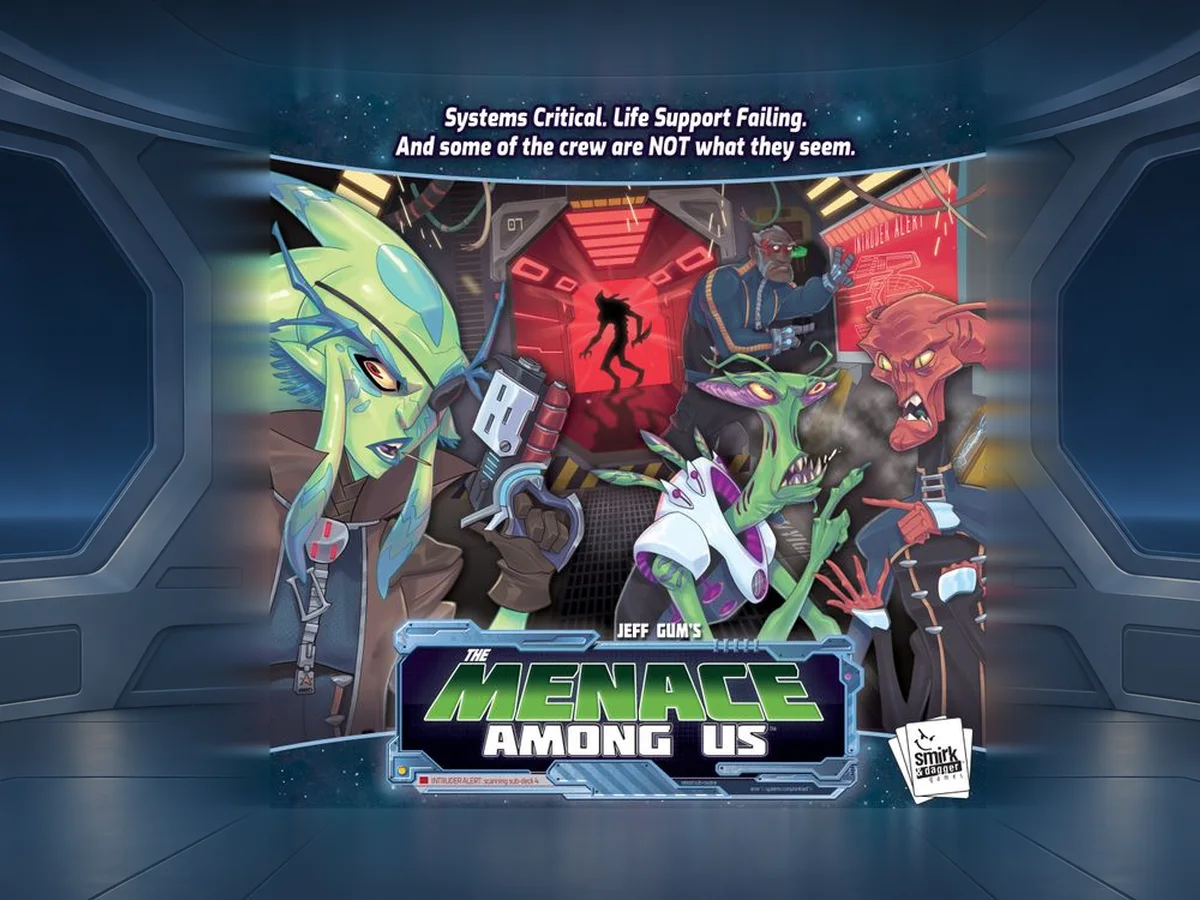 Systems Critical. Life Support Failing.
And some of the crew are NOT what they seem.
07
INTRUDER ALERT
JEFF GUM'S
THE
MENACE
AMONG US
INTRUDER ALERT: scanning sub-deck 4
smirk
& dagger
games